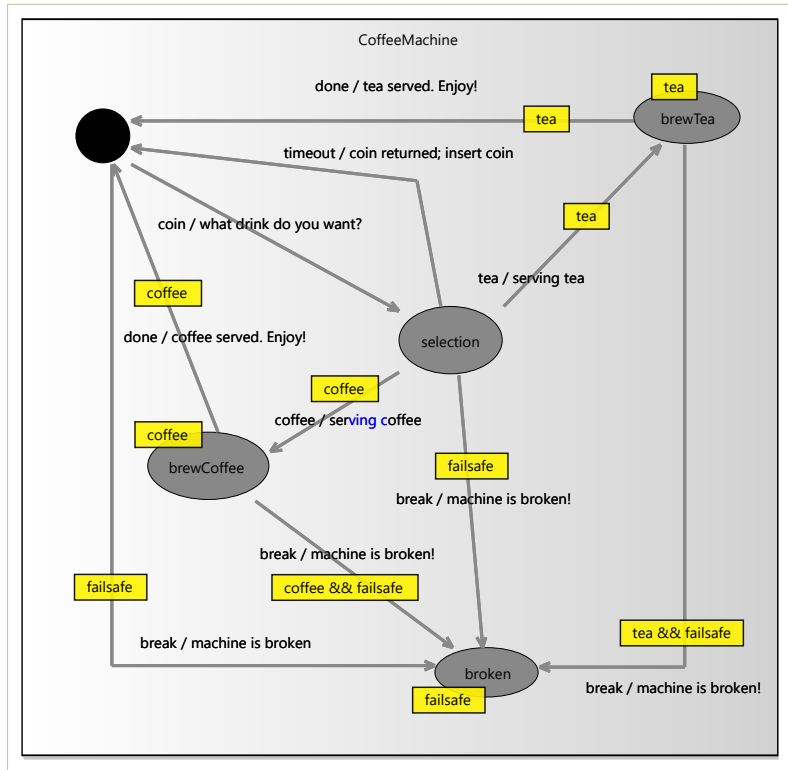 CoffeeMachine
tea
done / tea served. Enjoy!
tea
brewTea
timeout / coin returned; insert coin
tea
coin / what drink do you want?
tea / serving tea
coffee
done / coffee served. Enjoy!
selection
coffee
coffee / serving coffee
coffee
brewCoffee
failsafe
break / machine is broken!
break / machine is broken!
failsafe
coffee && failsafe
tea && failsafe
break / machine is broken
broken
break / machine is broken!
failsafe